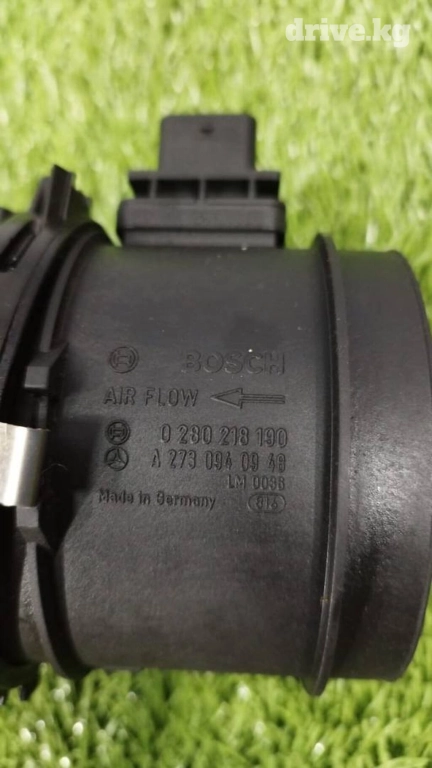 drive.kg
BOSCH
AIR FLOW
0 280 218 190
A 273 094 09 48
LM 0038
Made in Germany